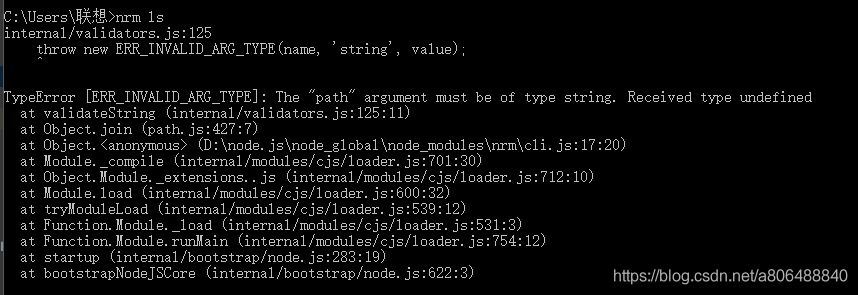 C:\Users\联想>nrm ls
internal/validators.js:125
    throw new ERR_INVALID_ARG_TYPE(name, 'string', value);
    ^
TypeError [ERR_INVALID_ARG_TYPE]: The "path" argument must be of type string. Received type undefined
  at validateString (internal/validators.js:125:11)
  at Object.join (path.js:427:7)
  at Object.<anonymous> (D:\node.js\node_global\node_modules\nrm\cli.js:17:20)
  at Module._compile (internal/modules/cjs/loader.js:701:30)
  at Object.Module._extensions..js (internal/modules/cjs/loader.js:712:10)
  at Module.load (internal/modules/cjs/loader.js:600:32)
  at tryModuleLoad (internal/modules/cjs/loader.js:539:12)
  at Function.Module._load (internal/modules/cjs/loader.js:531:3)
  at Function.Module.runMain (internal/modules/cjs/loader.js:754:12)
  at startup (internal/bootstrap/node.js:283:19)
  at bootstrapNodeJSCore (internal/bootstrap/node.js:622:3)
https://blog.csdn.net/a806488840